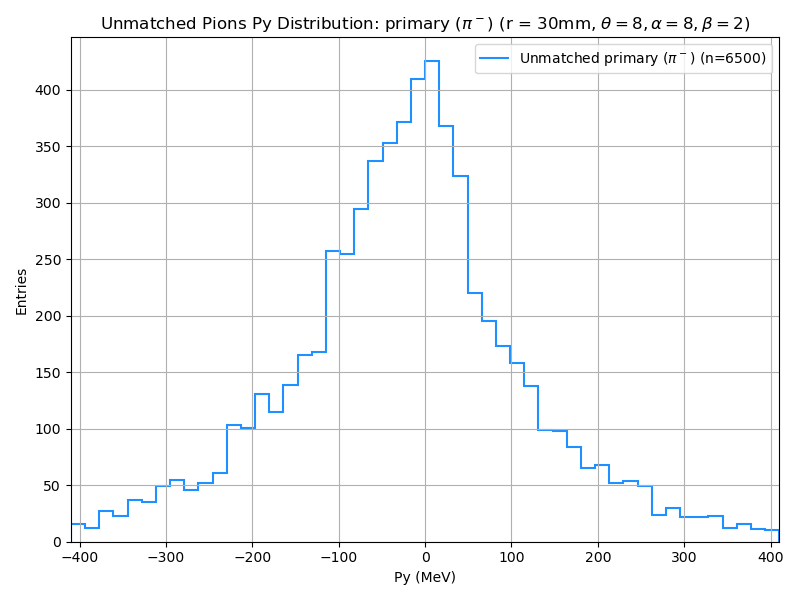 Unmatched Pions Py Distribution: primary (π⁻) (r = 30mm, θ = 8, α = 8, β = 2)
Unmatched primary (π⁻) (n=6500)
Entries
400
350
300
250
200
150
100
50
0
−400 −300 −200 −100 0 100 200 300 400
Py (MeV)